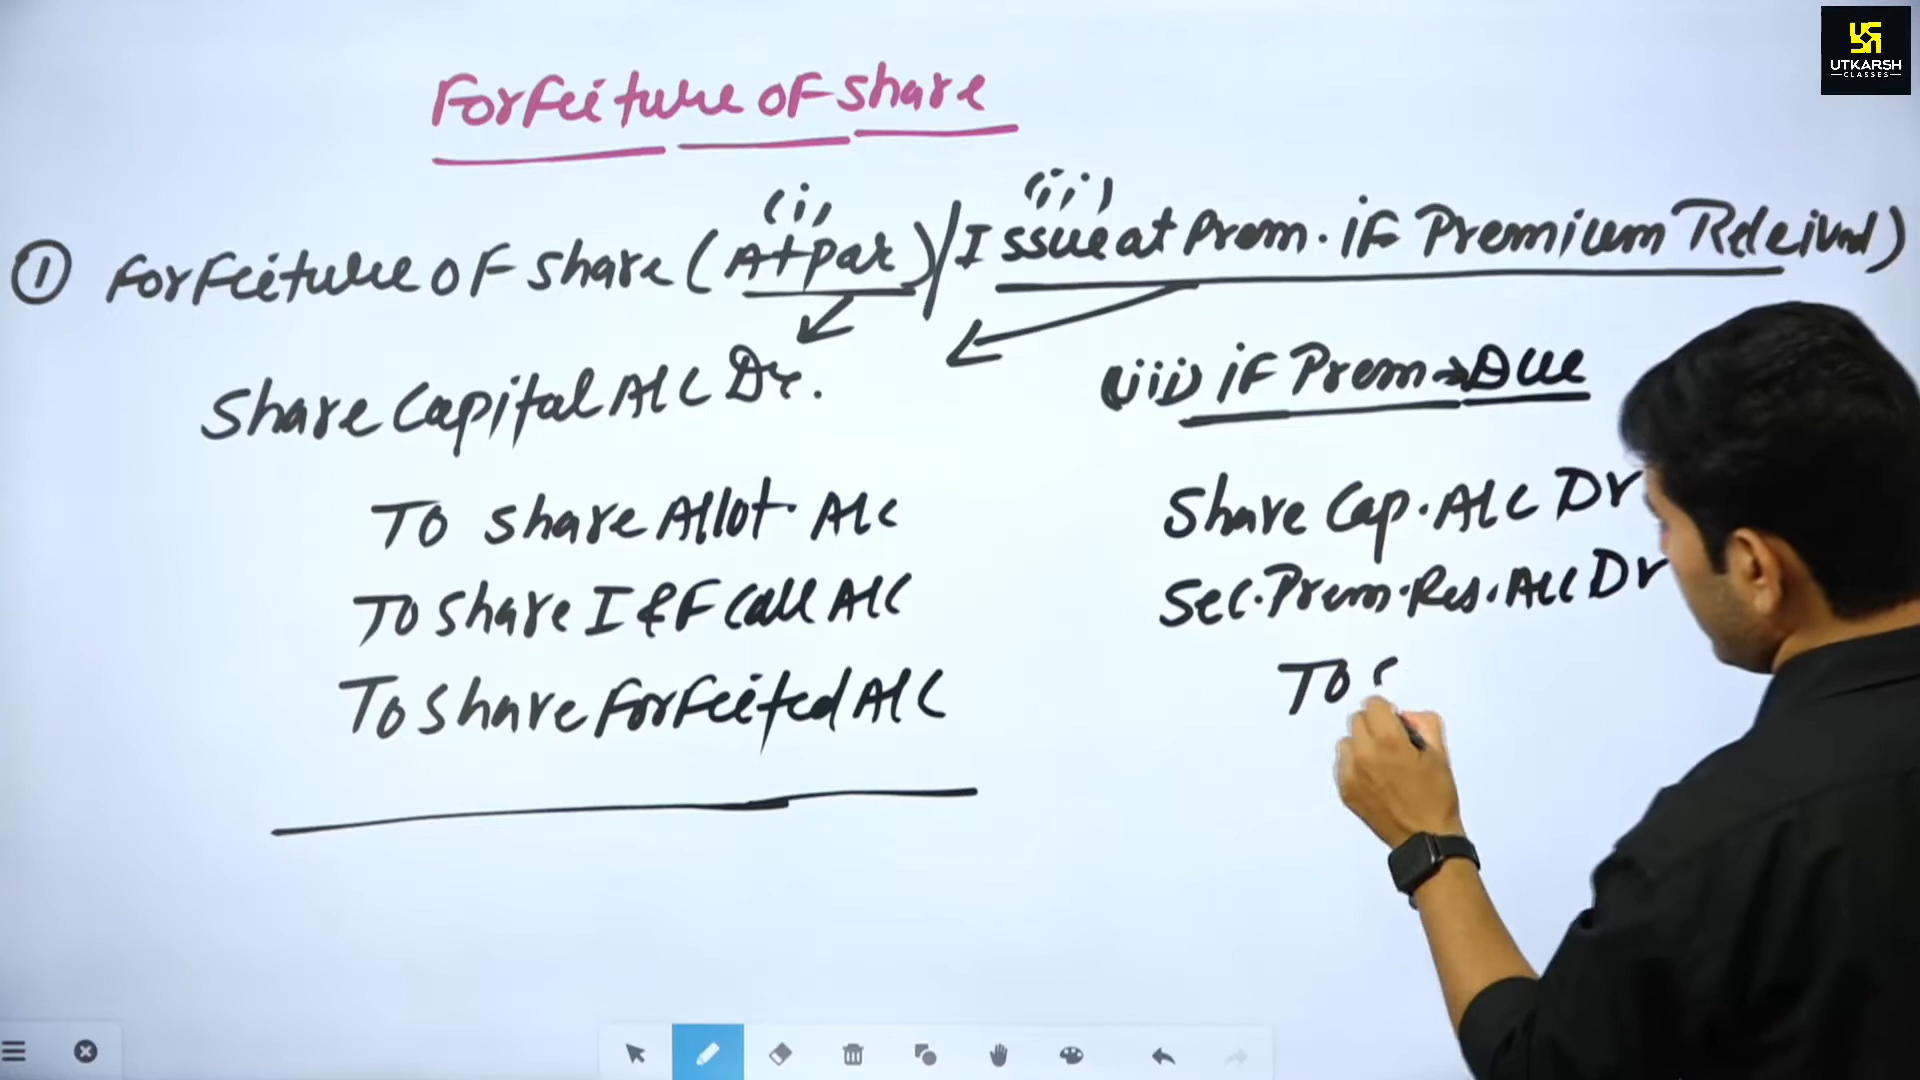 UTKARSH
CLASSES
Forfeiture of share
(i) (ii)
① Forfeiture of share (At par) / Issue at Prem. if Premium Received)
Share Capital A/c Dr.
To share Allot. A/c
To share I & F call A/c
To share Forfeited A/c
(iii) if Prem → Due
Share Cap. A/c Dr
Sec. Prem. Res. A/c Dr
To S